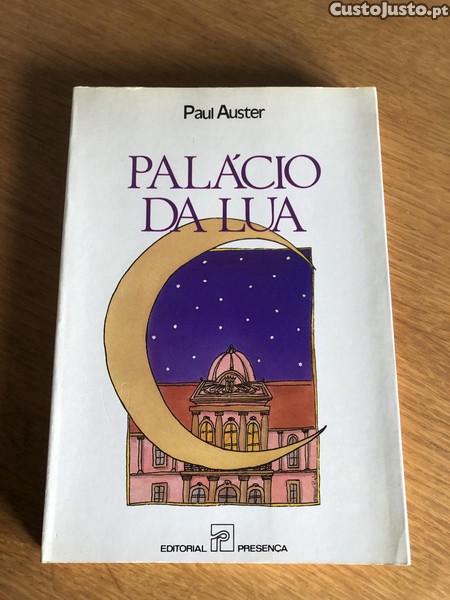 CustoJusto.pt
Paul Auster
PALÁCIO
DA LUA
EDITORIAL PRESENÇA